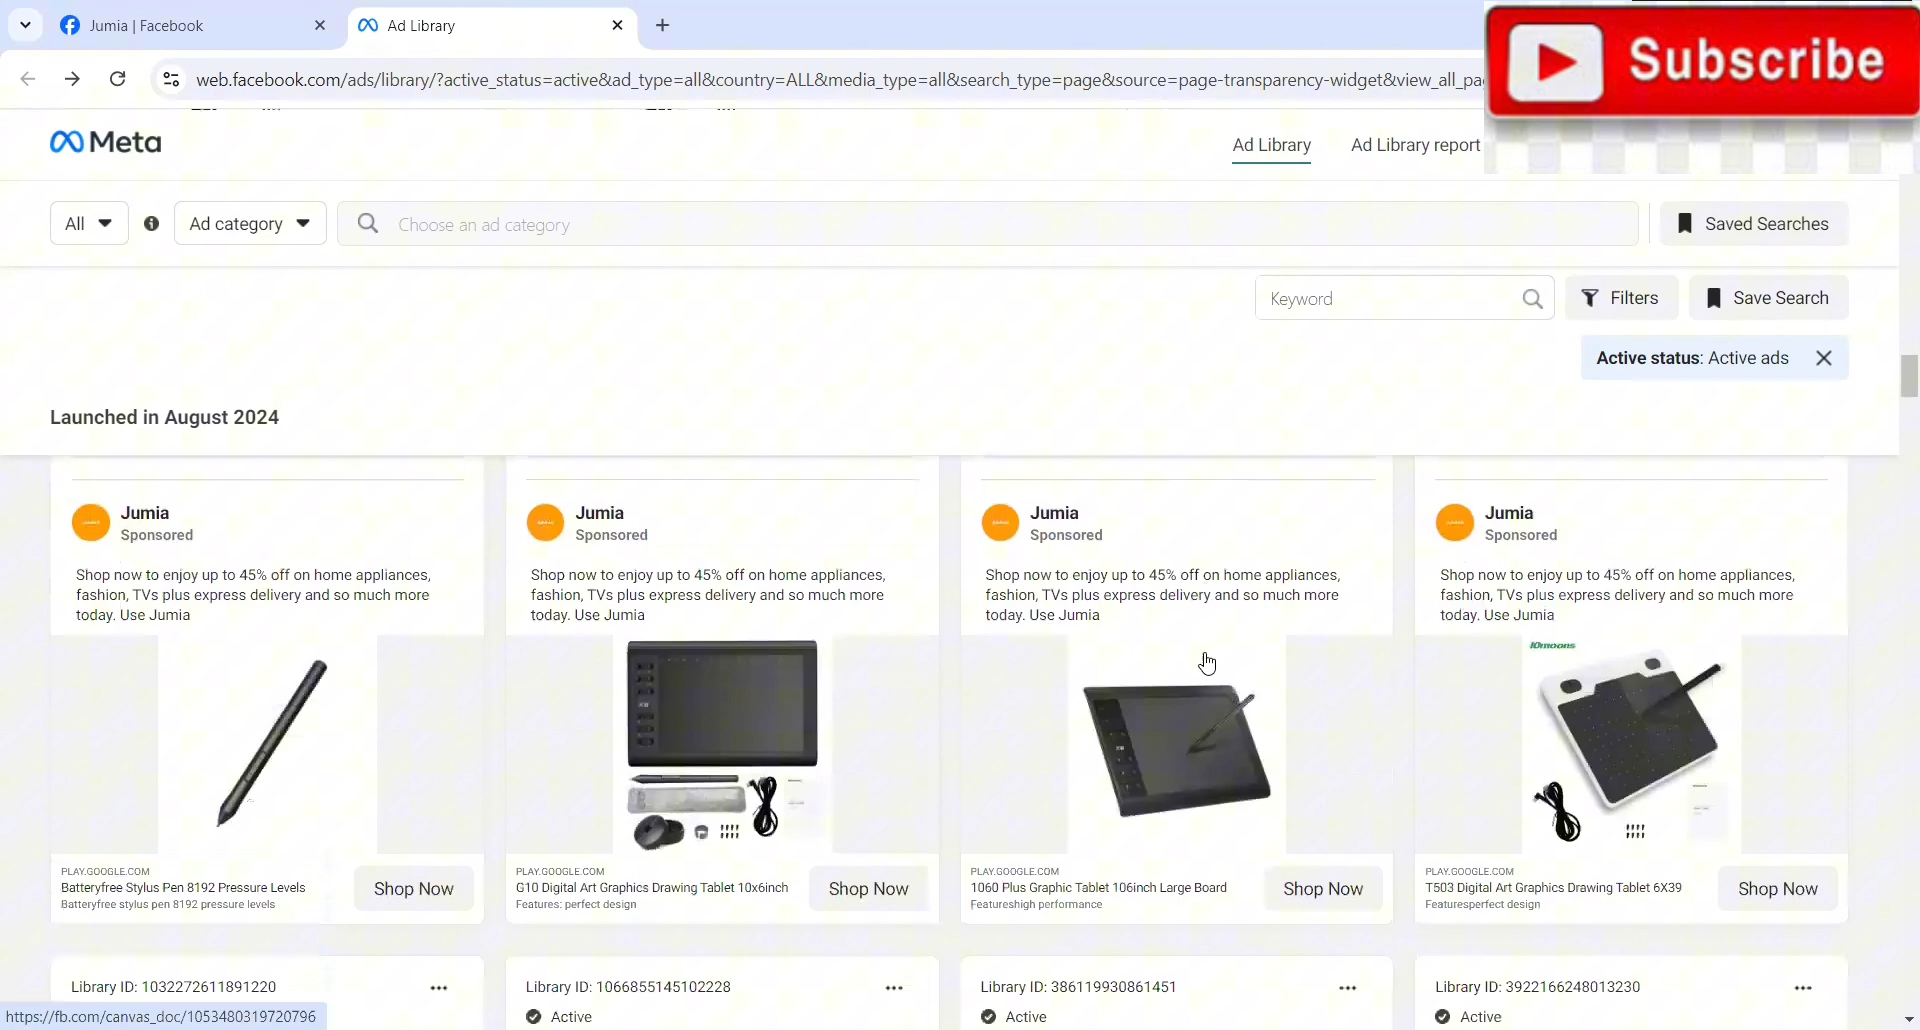 Jumia | Facebook
Ad Library
Subscribe
web.facebook.com/ads/library/?active_status=active&ad_type=all&country=ALL&media_type=all&search_type=page&source=page-transparency-widget&view_all_pa
Meta
Ad Library
Ad Library report
All
Ad category
Choose an ad category
Saved Searches
Keyword
Filters
Save Search
Active status: Active ads
Launched in August 2024
Jumia
Sponsored
Shop now to enjoy up to 45% off on home appliances,
fashion, TVs plus express delivery and so much more
today. Use Jumia
PLAY.GOOGLE.COM
Batteryfree Stylus Pen 8192 Pressure Levels
Batteryfree stylus pen 8192 pressure levels
Shop Now
Jumia
Sponsored
Shop now to enjoy up to 45% off on home appliances,
fashion, TVs plus express delivery and so much more
today. Use Jumia
PLAY.GOOGLE.COM
G10 Digital Art Graphics Drawing Tablet 10x6inch
Features: perfect design
Shop Now
Jumia
Sponsored
Shop now to enjoy up to 45% off on home appliances,
fashion, TVs plus express delivery and so much more
today. Use Jumia
PLAY.GOOGLE.COM
1060 Plus Graphic Tablet 106inch Large Board
Featureshigh performance
Shop Now
Jumia
Sponsored
Shop now to enjoy up to 45% off on home appliances,
fashion, TVs plus express delivery and so much more
today. Use Jumia
10moons
PLAY.GOOGLE.COM
T503 Digital Art Graphics Drawing Tablet 6X39
Featuresperfect design
Shop Now
Library ID: 1032272611891220
Library ID: 1066855145102228
Active
Library ID: 386119930861451
Active
Library ID: 3922166248013230
Active
https://fb.com/canvas_doc/1053480319720796